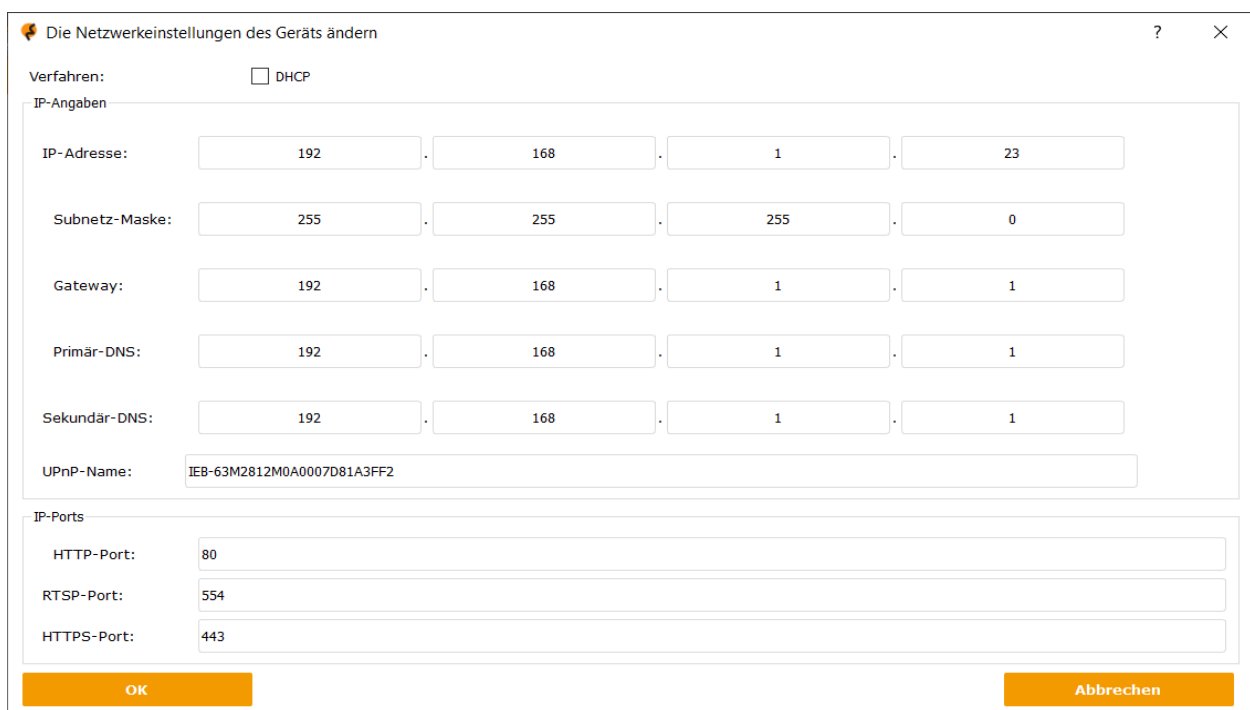 Die Netzwerkeinstellungen des Geräts ändern ?
Verfahren: DHCP
IP-Angaben
IP-Adresse: 192 . 168 . 1 . 23
Subnetz-Maske: 255 . 255 . 255 . 0
Gateway: 192 . 168 . 1 . 1
Primär-DNS: 192 . 168 . 1 . 1
Sekundär-DNS: 192 . 168 . 1 . 1
UPnP-Name: IEB-63M2812M0A0007D81A3FF2
IP-Ports
HTTP-Port: 80
RTSP-Port: 554
HTTPS-Port: 443
OK Abbrechen